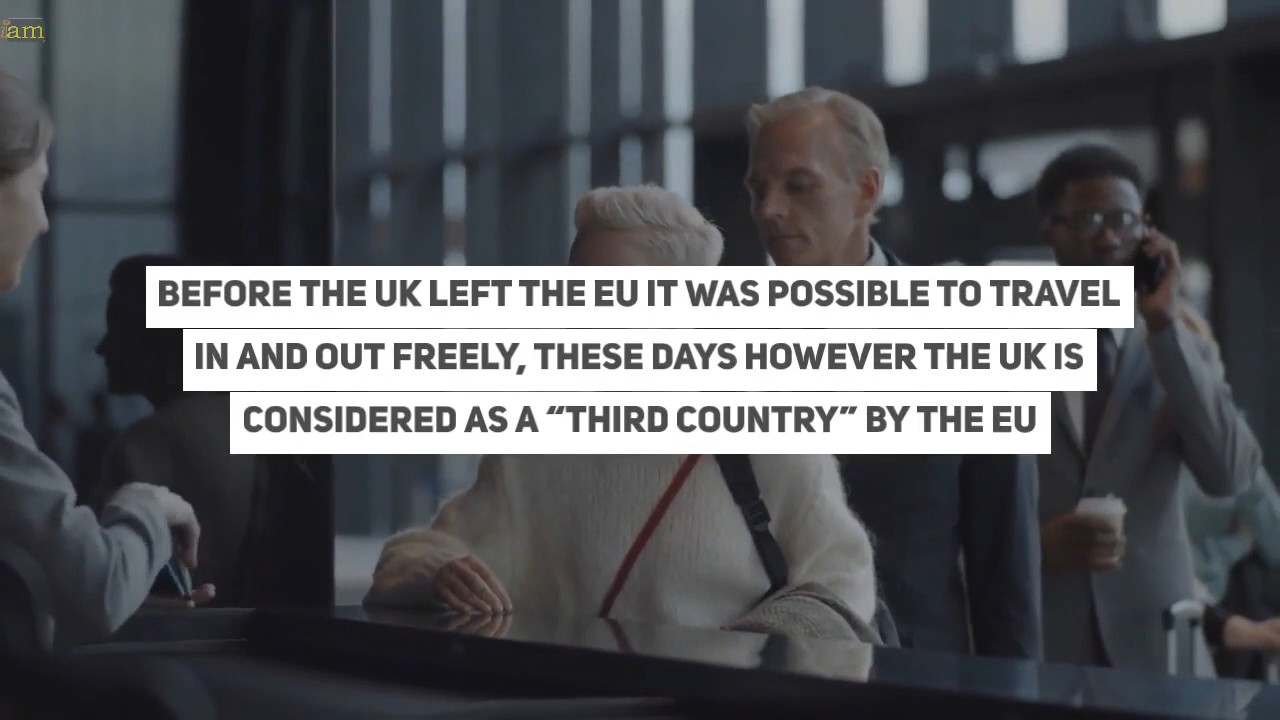 iam
BEFORE THE UK LEFT THE EU IT WAS POSSIBLE TO TRAVEL
IN AND OUT FREELY, THESE DAYS HOWEVER THE UK IS
CONSIDERED AS A “THIRD COUNTRY” BY THE EU